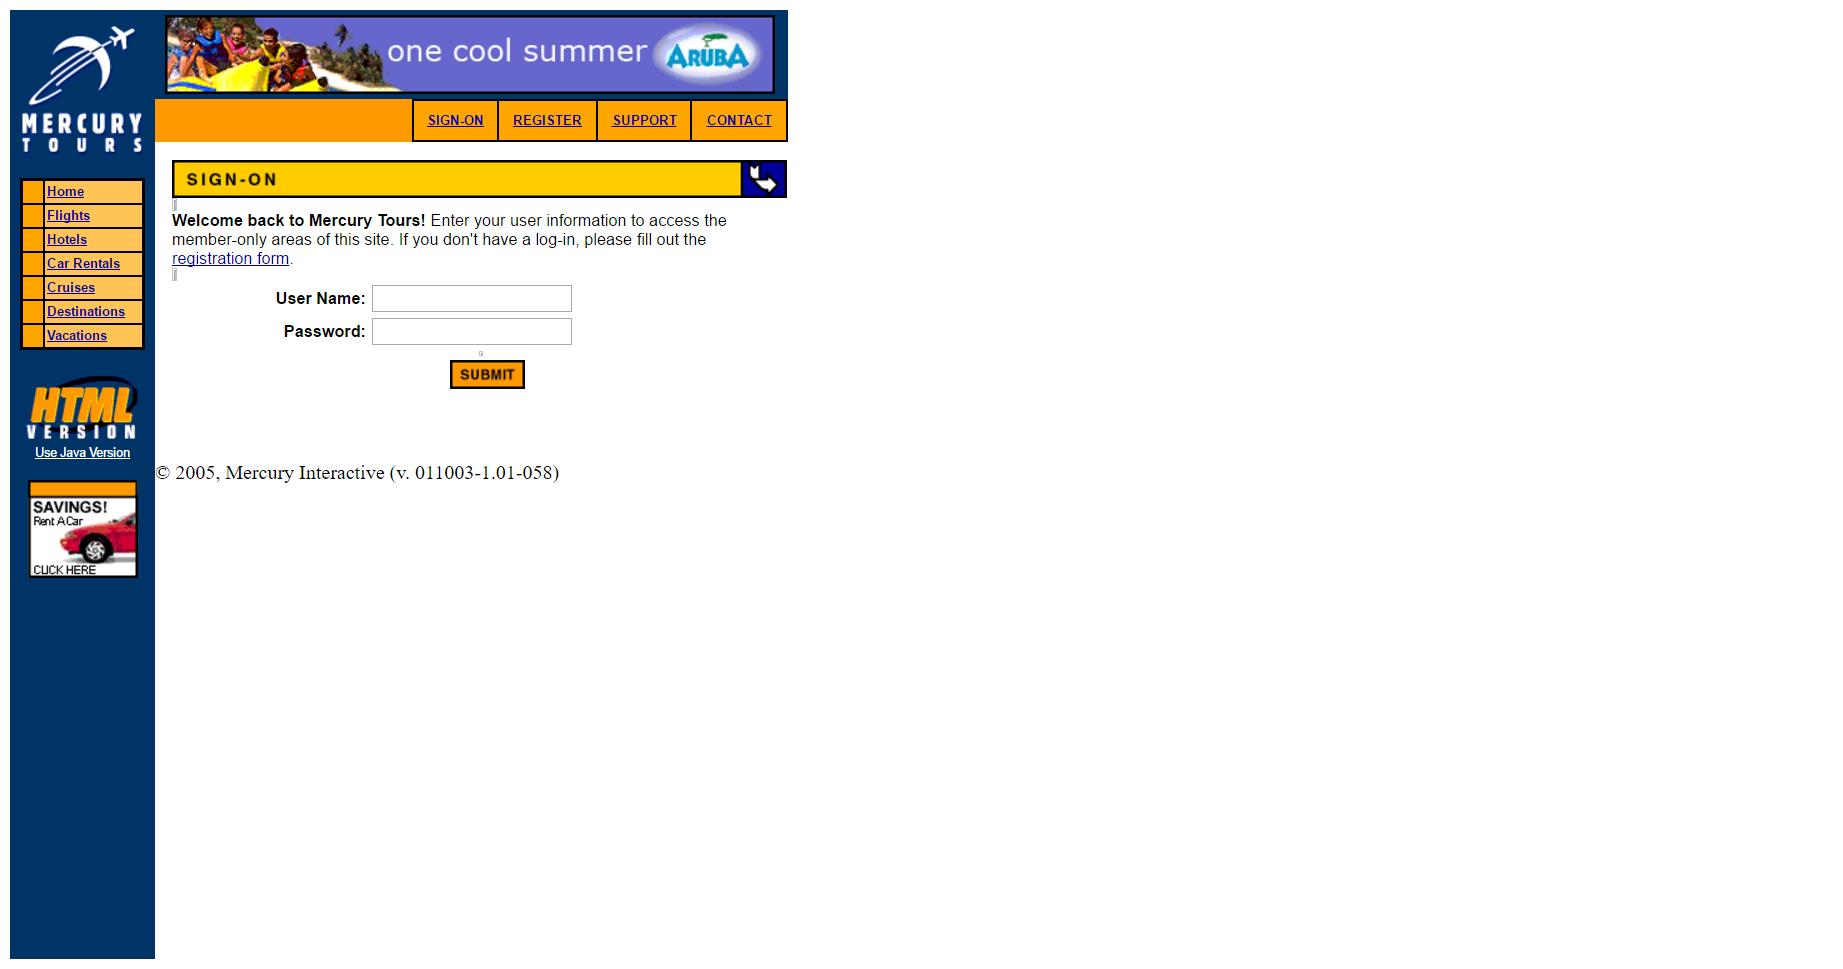 MERCURY
TOURS
one cool summer
ARUBA
SIGN-ON
REGISTER
SUPPORT
CONTACT
Home
Flights
Hotels
Car Rentals
Cruises
Destinations
Vacations
HTML
VERSION
Use Java Version
SAVINGS!
Rent A Car
CLICK HERE
SIGN-ON
Welcome back to Mercury Tours! Enter your user information to access the
member-only areas of this site. If you don't have a log-in, please fill out the
registration form.
User Name:
Password:
SUBMIT
© 2005, Mercury Interactive (v. 011003-1.01-058)